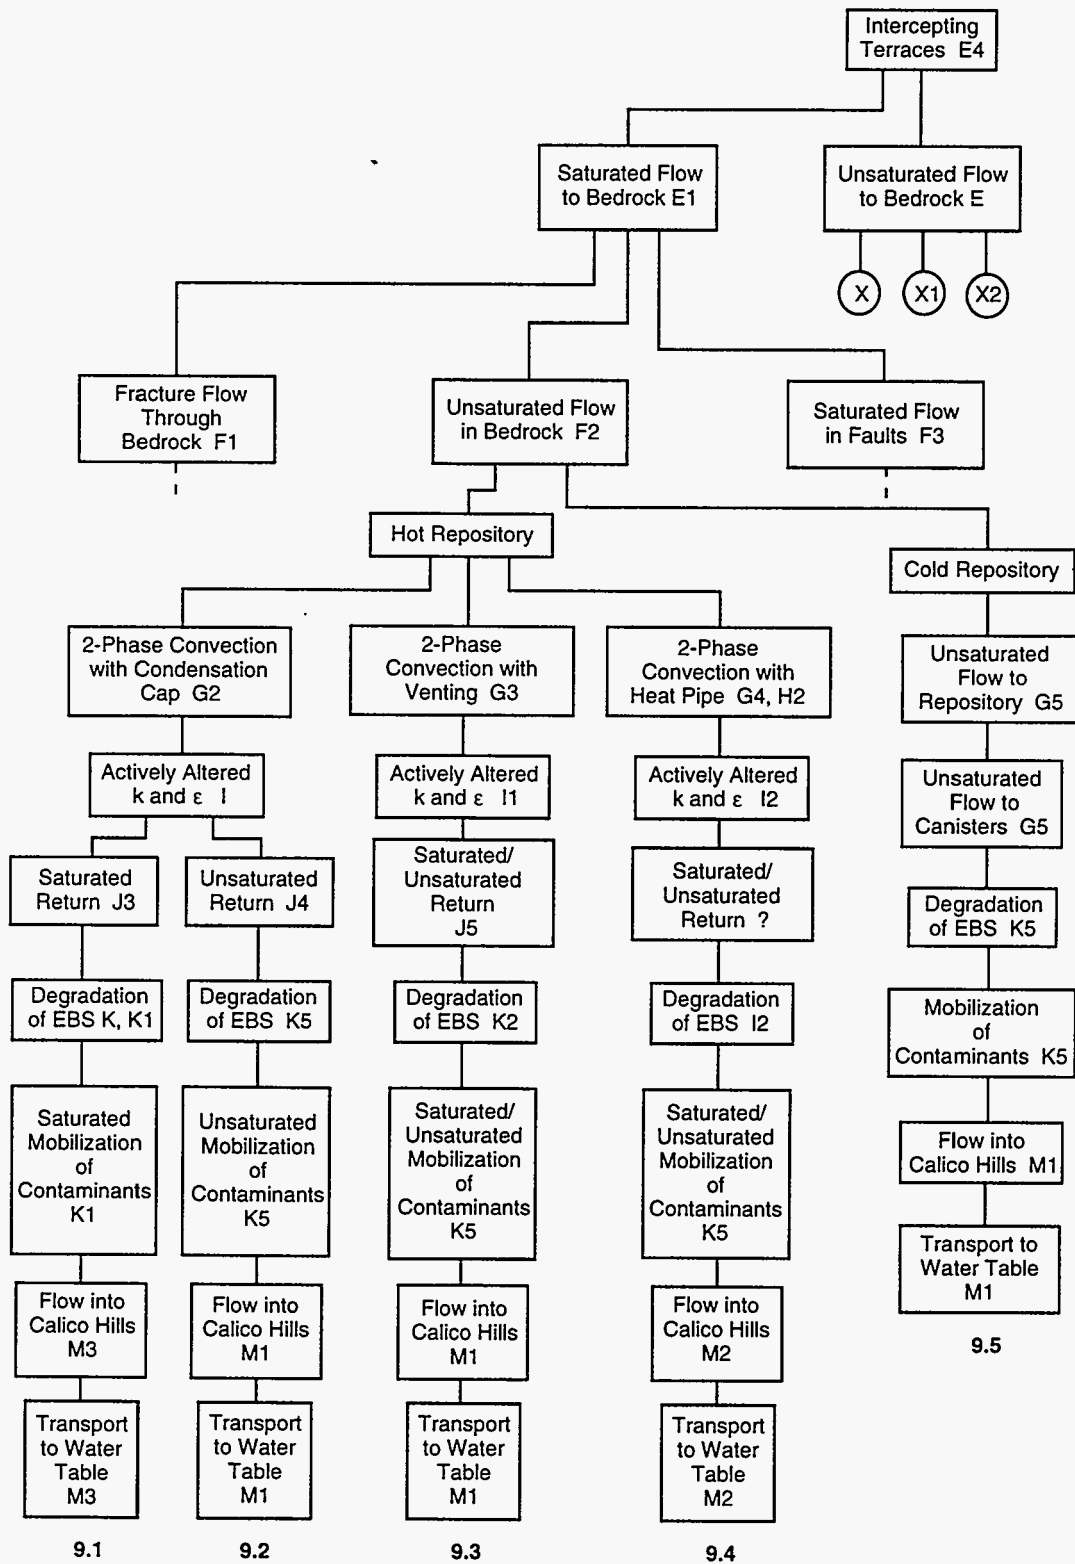 Intercepting
Terraces E4
Saturated Flow
to Bedrock E1
Unsaturated Flow
to Bedrock E
X
X1
X2
Fracture Flow
Through
Bedrock F1
Unsaturated Flow
in Bedrock F2
Saturated Flow
in Faults F3
Hot Repository
Cold Repository
2-Phase Convection
with Condensation
Cap G2
2-Phase
Convection with
Venting G3
2-Phase
Convection with
Heat Pipe G4, H2
Unsaturated
Flow to
Repository G5
Actively Altered
k and ε I
Actively Altered
k and ε I1
Actively Altered
k and ε I2
Unsaturated
Flow to
Canisters G5
Saturated
Return J3
Unsaturated
Return J4
Saturated/
Unsaturated
Return
J5
Saturated/
Unsaturated
Return ?
Degradation
of EBS K5
Degradation
of EBS K, K1
Degradation
of EBS K5
Degradation
of EBS K2
Degradation
of EBS I2
Mobilization
of
Contaminants K5
Saturated
Mobilization
of
Contaminants
K1
Unsaturated
Mobilization
of
Contaminants
K5
Saturated/
Unsaturated
Mobilization
of
Contaminants
K5
Saturated/
Unsaturated
Mobilization
of
Contaminants
K5
Flow into
Calico Hills M1
Flow into
Calico Hills
M3
Flow into
Calico Hills
M1
Flow into
Calico Hills
M1
Flow into
Calico Hills
M2
Transport to
Water Table
M1
9.5
Transport
to Water
Table
M3
Transport
to Water
Table
M1
Transport
to Water
Table
M1
Transport
to Water
Table
M2
9.1
9.2
9.3
9.4